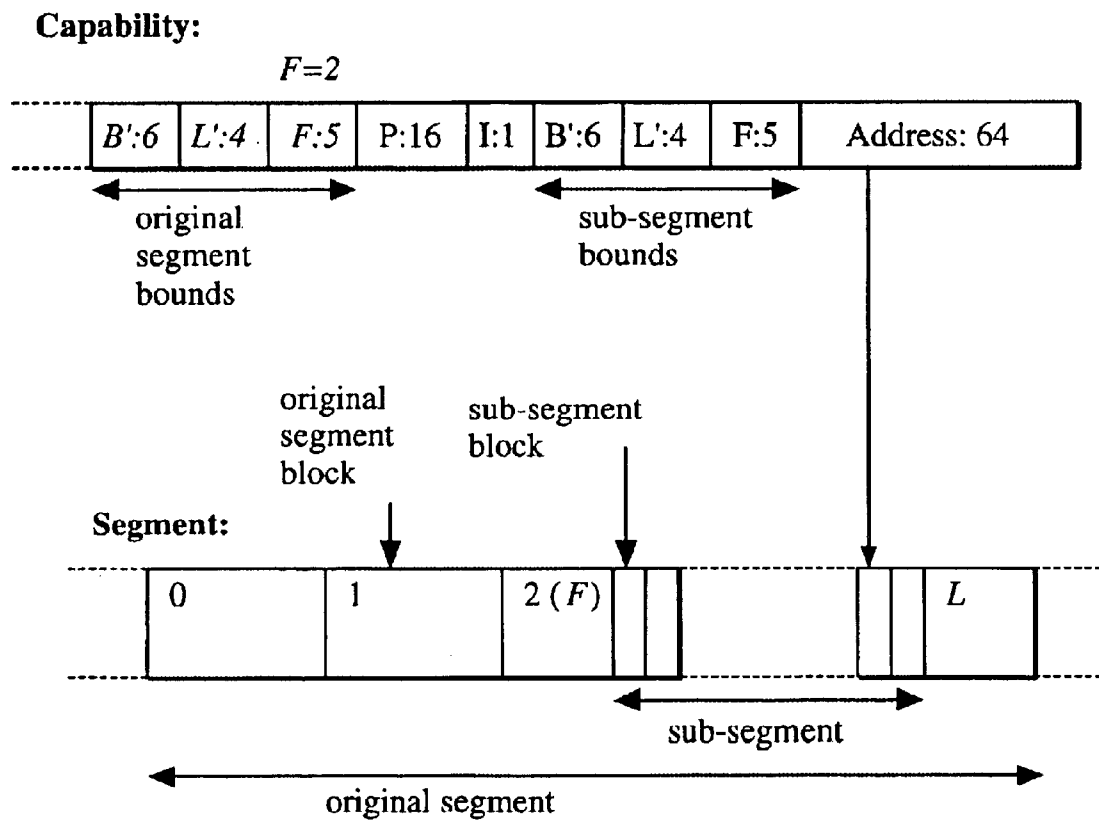 Capability:
F=2
B':6 L':4 F:5 P:16 I:1 B':6 L':4 F:5 Address: 64
original
segment
bounds
sub-segment
bounds
original
segment
block
sub-segment
block
Segment:
0 1 2 (F) L
sub-segment
original segment